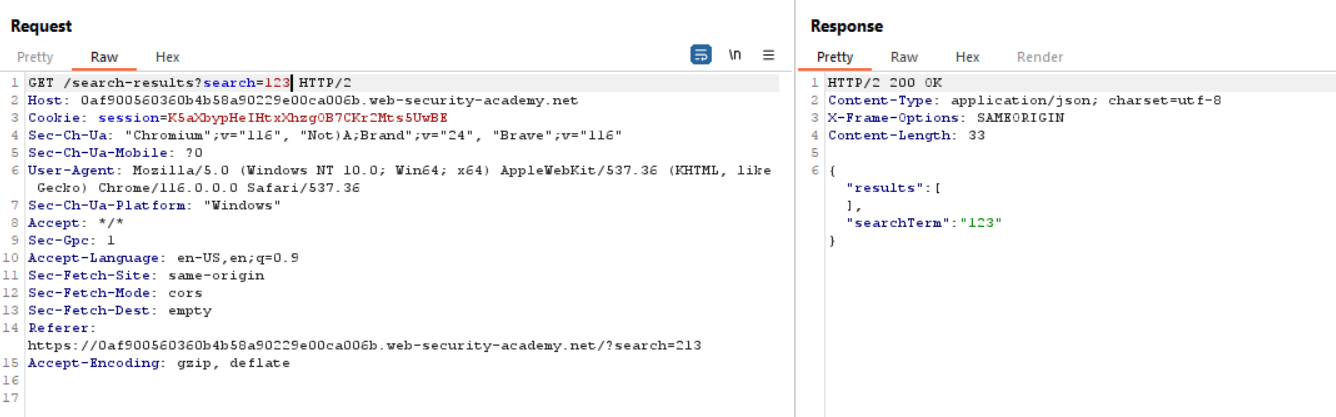 Request
Pretty Raw Hex \n
1 GET /search-results?search=123 HTTP/2
2 Host: 0af900560360b4b58a90229e00ca006b.web-security-academy.net
3 Cookie: session=K5aXbypHeIHtxXhzgOB7CKr2Mts5UwBE
4 Sec-Ch-Ua: "Chromium";v="116", "Not)A;Brand";v="24", "Brave";v="116"
5 Sec-Ch-Ua-Mobile: ?0
6 User-Agent: Mozilla/5.0 (Windows NT 10.0; Win64; x64) AppleWebKit/537.36 (KHTML, like
Gecko) Chrome/116.0.0.0 Safari/537.36
7 Sec-Ch-Ua-Platform: "Windows"
8 Accept: */*
9 Sec-Gpc: 1
10 Accept-Language: en-US,en;q=0.9
11 Sec-Fetch-Site: same-origin
12 Sec-Fetch-Mode: cors
13 Sec-Fetch-Dest: empty
14 Referer:
https://0af900560360b4b58a90229e00ca006b.web-security-academy.net/?search=213
15 Accept-Encoding: gzip, deflate
16
17
Response
Pretty Raw Hex Render
1 HTTP/2 200 OK
2 Content-Type: application/json; charset=utf-8
3 X-Frame-Options: SAMEORIGIN
4 Content-Length: 33
5
6 {
"results":[
],
"searchTerm":"123"
}